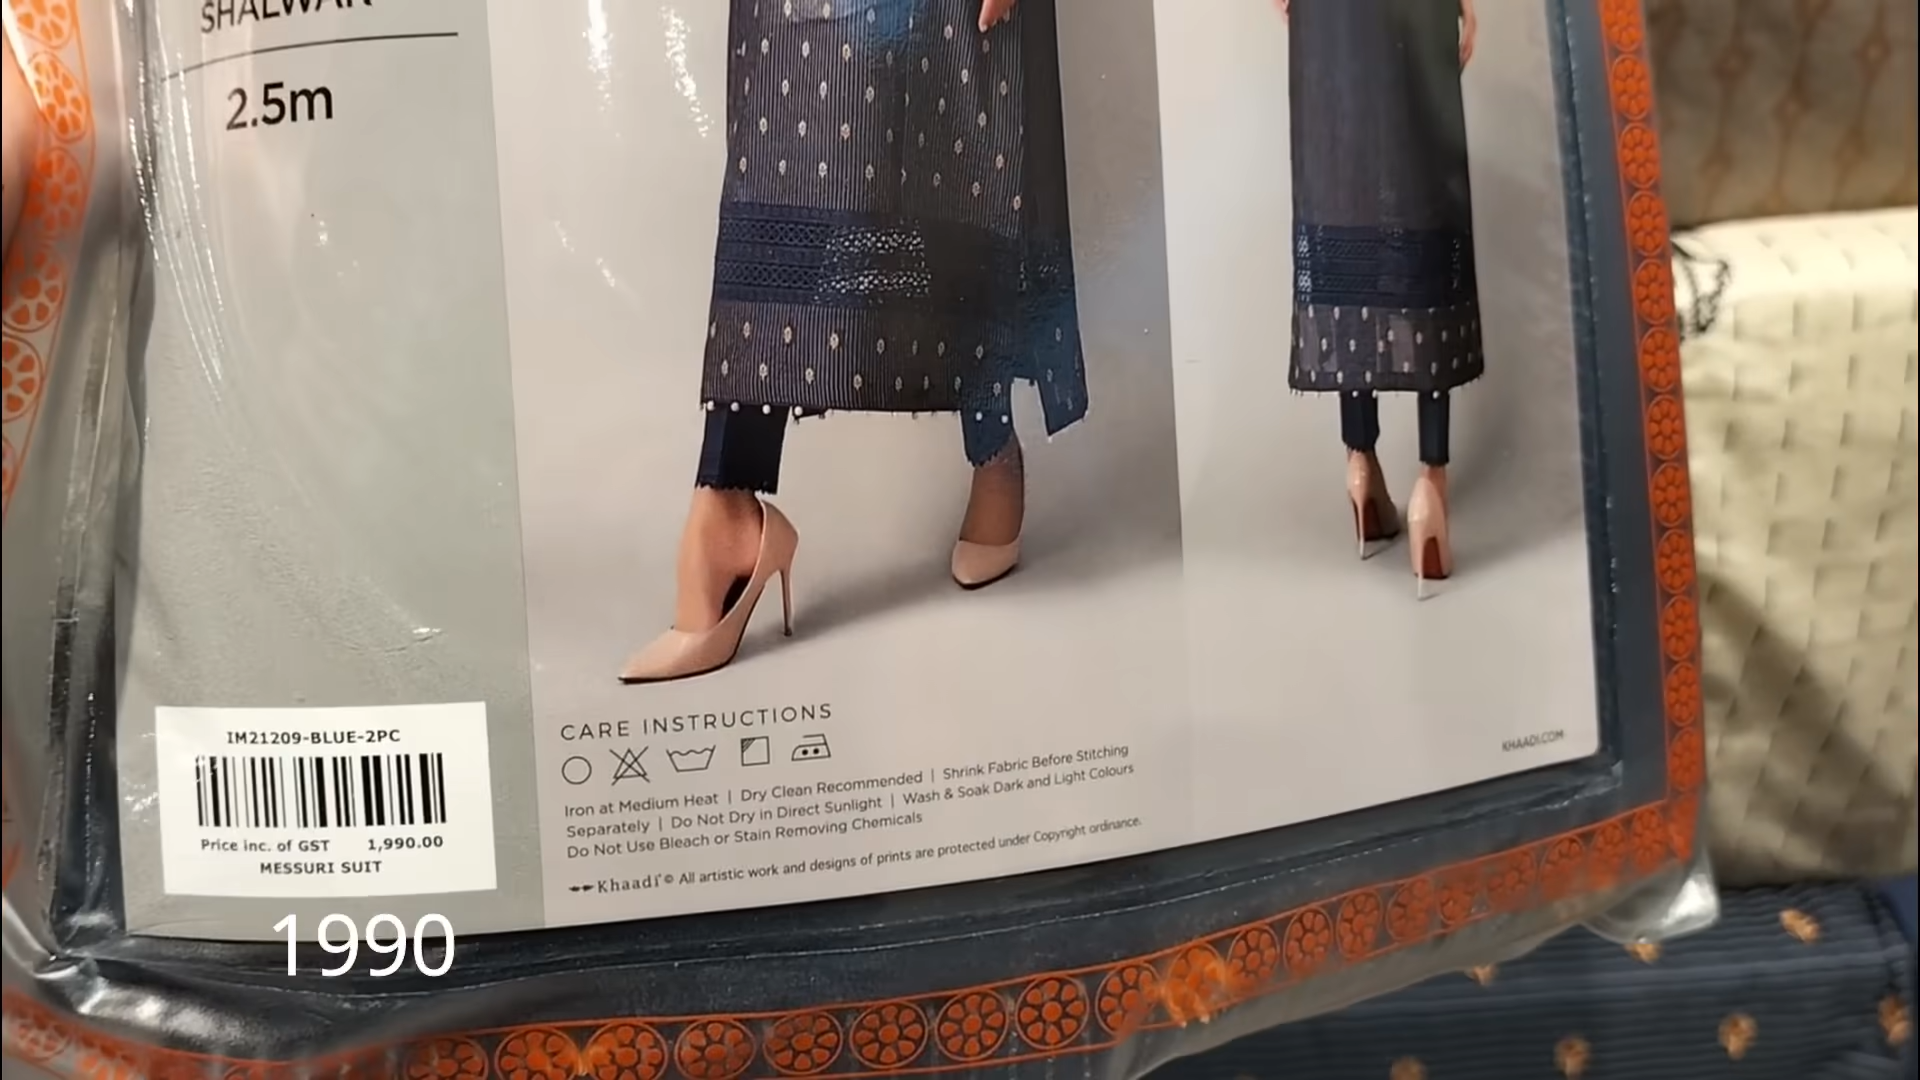 SHALWAR
2.5m
IM21209-BLUE-2PC
Price inc. of GST 1,990.00
MESSURI SUIT
1990
CARE INSTRUCTIONS
Iron at Medium Heat | Dry Clean Recommended | Shrink Fabric Before Stitching
Separately | Do Not Dry in Direct Sunlight | Wash & Soak Dark and Light Colours
Do Not Use Bleach or Stain Removing Chemicals
Khaadi © All artistic work and designs of prints are protected under Copyright ordinance.
KHAADI.COM